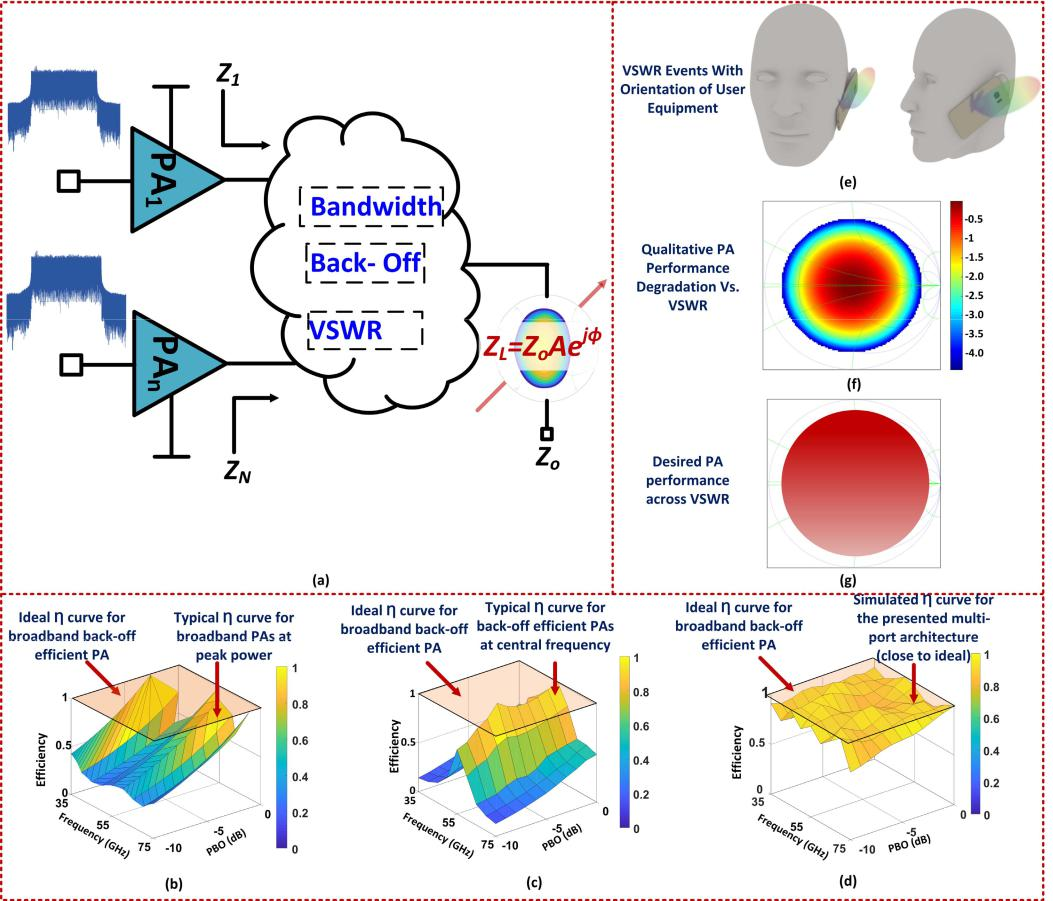 Z1
PA1
Bandwidth
Back- Off
VSWR
PAn
ZN
ZL=ZoAe^jϕ
Zo
(a)
VSWR Events With
Orientation of User
Equipment
(e)
Qualitative PA
Performance
Degradation Vs.
VSWR
-0.5
-1
-1.5
-2.0
-2.5
-3.0
-3.5
-4.0
(f)
Desired PA
performance
across VSWR
(g)
Ideal Ƞ curve for
broadband back-off
efficient PA
Typical Ƞ curve for
broadband PAs at
peak power
1
0.5
0
Efficiency
35
55
75
Frequency (GHz)
-10
-5
0
PBO (dB)
1
0.8
0.6
0.4
0.2
0
(b)
Ideal Ƞ curve for
broadband back-off
efficient PA
Typical Ƞ curve for
back-off efficient PAs
at central frequency
1
0.5
0
Efficiency
35
55
75
Frequency (GHz)
-10
-5
0
PBO (dB)
1
0.8
0.6
0.4
0.2
0
(c)
Ideal Ƞ curve for
broadband back-off
efficient PA
Simulated Ƞ curve for
the presented multi-
port architecture
(close to ideal)
1
0.5
0
Efficiency
35
55
75
Frequency (GHz)
-10
-5
0
PBO (dB)
1
0.8
0.6
0.4
0.2
0
(d)